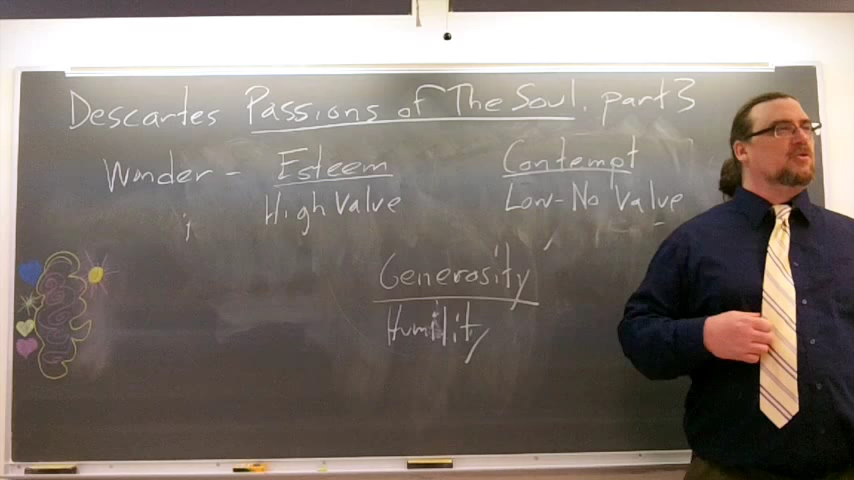 Descartes Passions of The Soul, part 3
Wonder - Esteem Contempt
High Value Low-No Value
Generosity
Humility